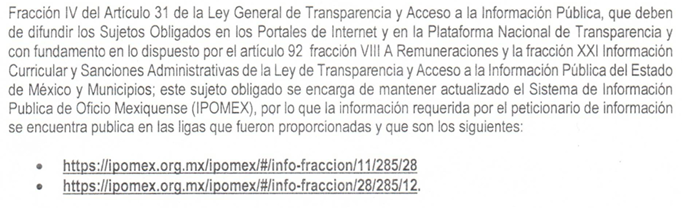 Fracción IV del Articulo 31 de la Ley General de Transparencia y Acceso a la Información Pública, que deben
de difundir los Sujetos Obligados en los Portales de Internet y en la Plataforma Nacional de Transparencia y
con fundamento en lo dispuesto por el articulo 92 fracción VIII A Remuneraciones y la fracción XXI Información
Curricular y Sanciones Administrativas de la Ley de Transparencia y Acceso a la Información Pública del Estado
de México y Municipios; este sujeto obligado se encarga de mantener actualizado el Sistema de Información
Publica de Oficio Mexiquense (IPOMEX), por lo que la información requerida por el peticionario de información
se encuentra publica en las ligas que fueron proporcionadas y que son los siguientes:
• https://ipomex.org.mx/ipomex/#/info-fraccion/11/285/28
• https://ipomex.org.mx/ipomex/#/info-fraccion/28/285/12.